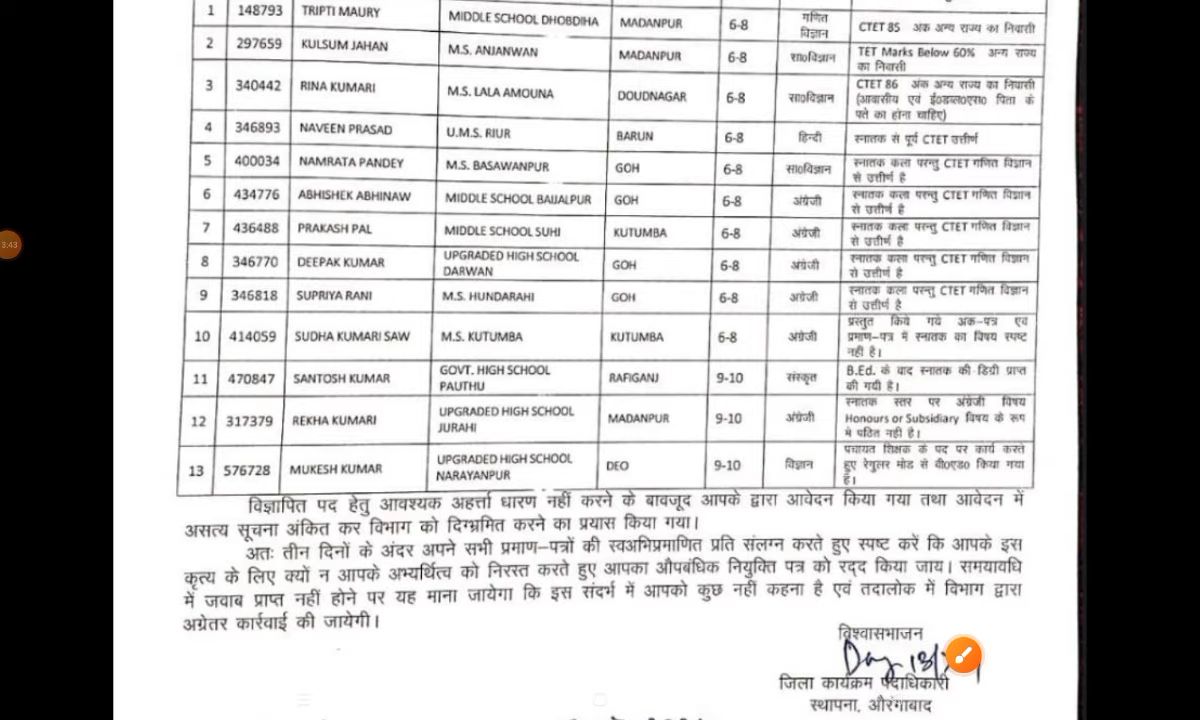 1 148793 TRIPTI MAURY MIDDLE SCHOOL DHOBDIHA MADANPUR 6-8 गणित विज्ञान CTET 85 अंक अन्य राज्य का निवासी
2 297659 KULSUM JAHAN M.S. ANJANWAN MADANPUR 6-8 सा0विज्ञान TET Marks Below 60% अन्य राज्य का निवासी
3 340442 RINA KUMARI M.S. LALA AMOUNA DOUDNAGAR 6-8 सा0विज्ञान CTET 86 अंक अन्य राज्य का निवासी (आवासीय एवं ई0डब्ल0एस0 पिता के पते का होना चाहिए)
4 346893 NAVEEN PRASAD U.M.S. RIUR BARUN 6-8 हिन्दी स्नातक से पूर्व CTET उत्तीर्ण
5 400034 NAMRATA PANDEY M.S. BASAWANPUR GOH 6-8 सा0विज्ञान स्नातक कला परन्तु CTET गणित विज्ञान से उत्तीर्ण है
6 434776 ABHISHEK ABHINAW MIDDLE SCHOOL BAIJALPUR GOH 6-8 अंग्रेजी स्नातक कला परन्तु CTET गणित विज्ञान से उत्तीर्ण है
7 436488 PRAKASH PAL MIDDLE SCHOOL SUHI KUTUMBA 6-8 अंग्रेजी स्नातक कला परन्तु CTET गणित विज्ञान से उत्तीर्ण है
8 346770 DEEPAK KUMAR UPGRADED HIGH SCHOOL DARWAN GOH 6-8 अंग्रेजी स्नातक कला परन्तु CTET गणित विज्ञान से उत्तीर्ण है
9 346818 SUPRIYA RANI M.S. HUNDARAHI GOH 6-8 अंग्रेजी स्नातक कला परन्तु CTET गणित विज्ञान से उत्तीर्ण है
10 414059 SUDHA KUMARI SAW M.S. KUTUMBA KUTUMBA 6-8 अंग्रेजी प्रस्तुत किये गये अंक-पत्र एवं प्रमाण-पत्र में स्नातक का विषय स्पष्ट नहीं है।
11 470847 SANTOSH KUMAR GOVT. HIGH SCHOOL PAUTHU RAFIGANJ 9-10 संस्कृत B.Ed. के बाद स्नातक की डिग्री प्राप्त की गयी है।
12 317379 REKHA KUMARI UPGRADED HIGH SCHOOL JURAHI MADANPUR 9-10 अंग्रेजी स्नातक स्तर पर अंग्रेजी विषय Honours or Subsidiary विषय के रूप मे पठित नही है।
13 576728 MUKESH KUMAR UPGRADED HIGH SCHOOL NARAYANPUR DEO 9-10 विज्ञान पंचायत शिक्षक के पद पर कार्य करते हुए रेगुलर मोड से बी0एड0 किया गया है।
विज्ञापित पद हेतु आवश्यक अहर्त्ता धारण नहीं करने के बावजूद आपके द्वारा आवेदन किया गया तथा आवेदन में
असत्य सूचना अंकित कर विभाग को दिग्भ्रमित करने का प्रयास किया गया।
अतः तीन दिनों के अंदर अपने सभी प्रमाण-पत्रों की स्वअभिप्रमाणित प्रति संलग्न करते हुए स्पष्ट करें कि आपके इस
कृत्य के लिए क्यों न आपके अभ्यर्थित्व को निरस्त करते हुए आपका औपबंधिक नियुक्ति पत्र को रद्द किया जाय। समयावधि
में जवाब प्राप्त नहीं होने पर यह माना जायेगा कि इस संदर्भ में आपको कुछ नहीं कहना है एवं तदालोक में विभाग द्वारा
अग्रेतर कार्रवाई की जायेगी।
विश्वासभाजन
जिला कार्यक्रम पदाधिकारी
स्थापना, औरंगाबाद
3:43